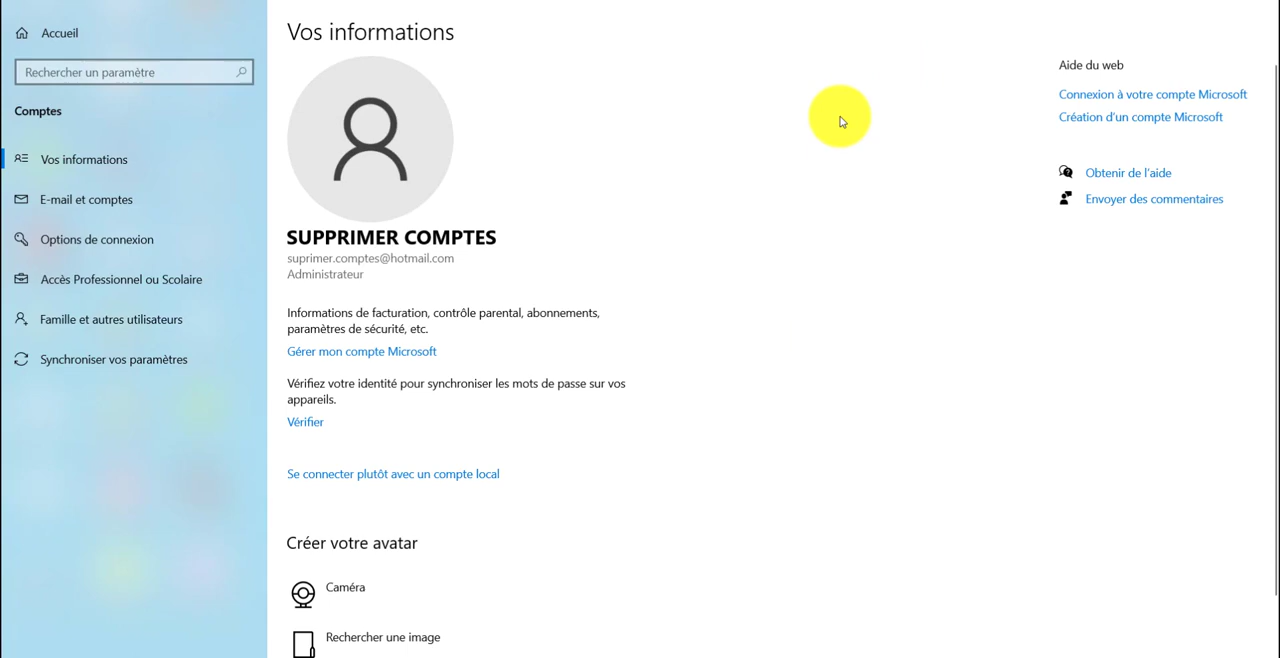 Accueil
Rechercher un paramètre
Comptes
Vos informations
E-mail et comptes
Options de connexion
Accès Professionnel ou Scolaire
Famille et autres utilisateurs
Synchroniser vos paramètres
Vos informations
SUPPRIMER COMPTES
suprimer.comptes@hotmail.com
Administrateur
Informations de facturation, contrôle parental, abonnements,
paramètres de sécurité, etc.
Gérer mon compte Microsoft
Vérifiez votre identité pour synchroniser les mots de passe sur vos
appareils.
Vérifier
Se connecter plutôt avec un compte local
Créer votre avatar
Caméra
Rechercher une image
Aide du web
Connexion à votre compte Microsoft
Création d'un compte Microsoft
Obtenir de l'aide
Envoyer des commentaires